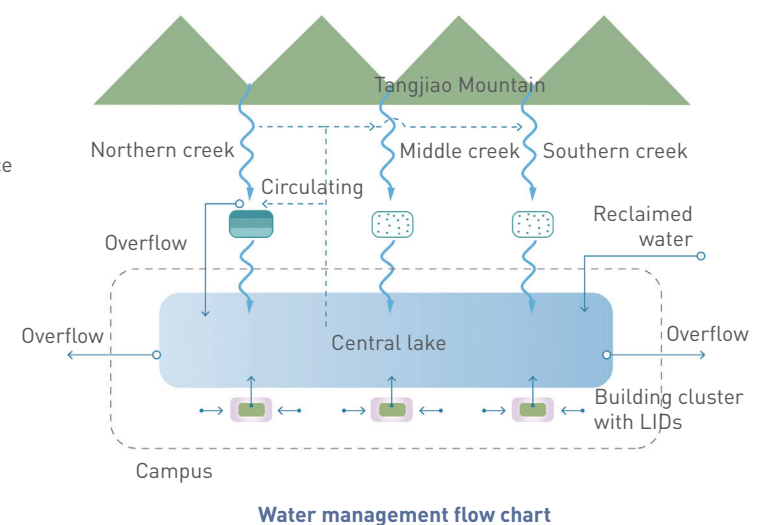 Tangjiao Mountain
Northern creek
Middle creek
Southern creek
ce
Circulating
Reclaimed
water
Overflow
Overflow
Central lake
Overflow
Building cluster
with LIDs
Campus
Water management flow chart